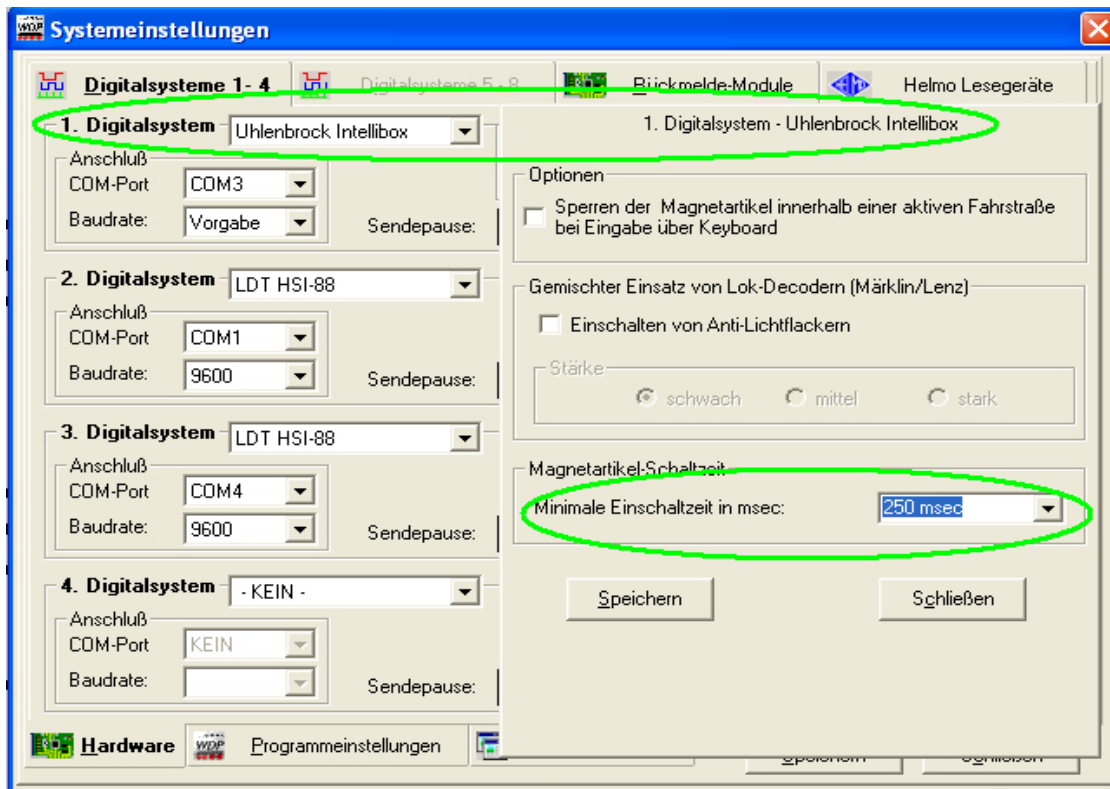 WDP Systemeinstellungen
Digitalsysteme 1- 4
Digitalsysteme 5 - 8
Rückmelde-Module
Helmo Lesegeräte
1. Digitalsystem
Uhlenbrock Intellibox
Anschluß
COM-Port
COM3
Baudrate:
Vorgabe
Sendepause:
2. Digitalsystem
LDT HSI-88
Anschluß
COM-Port
COM1
Baudrate:
9600
Sendepause:
3. Digitalsystem
LDT HSI-88
Anschluß
COM-Port
COM4
Baudrate:
9600
Sendepause:
4. Digitalsystem
- KEIN -
Anschluß
COM-Port
KEIN
Baudrate:
Sendepause:
1. Digitalsystem - Uhlenbrock Intellibox
Optionen
Sperren der Magnetartikel innerhalb einer aktiven Fahrstraße
bei Eingabe über Keyboard
Gemischter Einsatz von Lok-Decodern (Märklin/Lenz)
Einschalten von Anti-Lichtflackern
Stärke
schwach
mittel
stark
Magnetartikel-Schaltzeit
Minimale Einschaltzeit in msec:
250 msec
Speichern
Schließen
Hardware
WDP
Programmeinstellungen
Speichern
Schließen